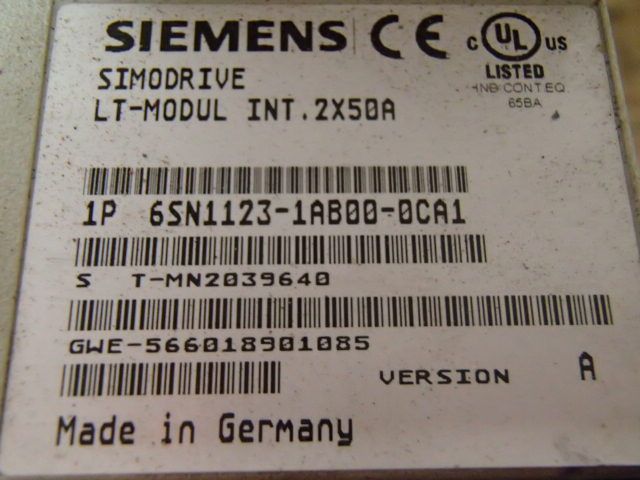 SIEMENS CE c UL us
LISTED
SIMODRIVE
IND.CONT.EQ.
LT-MODUL INT.2X50A
65BA
1P 6SN1123-1AB00-0CA1
S T-MN2039640
GWE-566018901085
VERSION A
Made in Germany